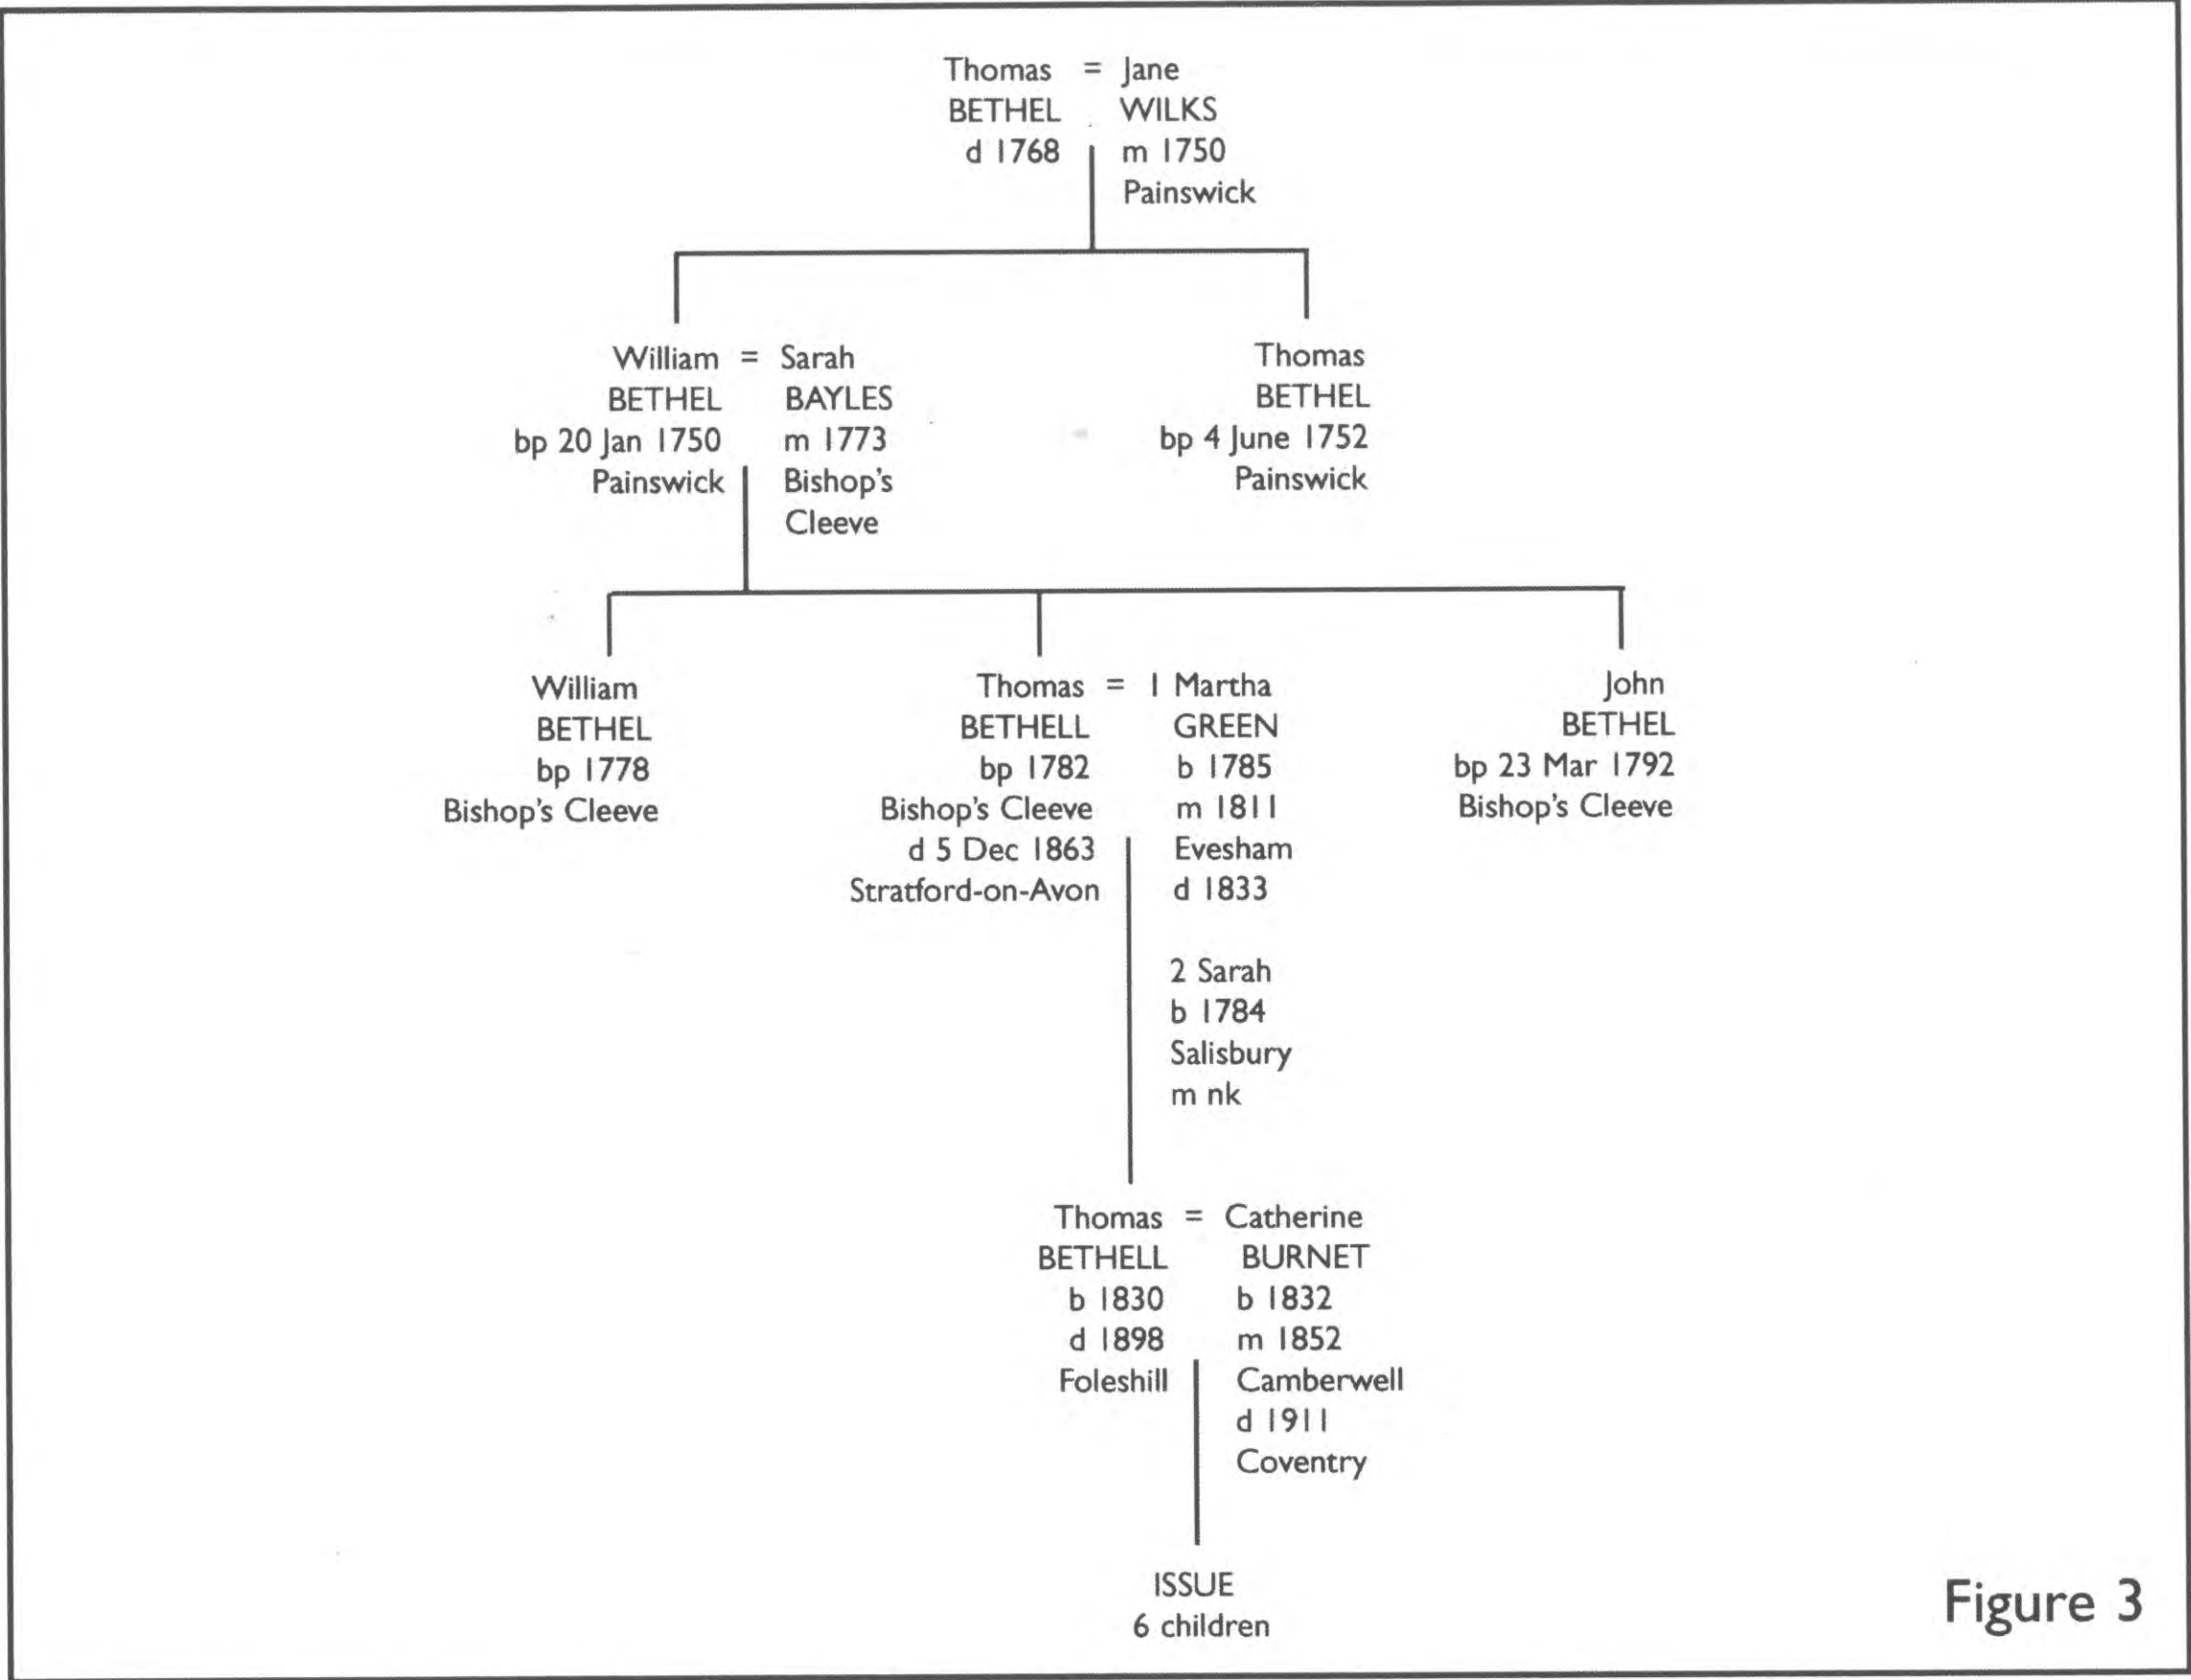 Thomas = Jane
BETHEL WILKS
d 1768 m 1750
Painswick
William = Sarah
BETHEL BAYLES
bp 20 Jan 1750 m 1773
Painswick Bishop's
Cleeve
Thomas
BETHEL
bp 4 June 1752
Painswick
William
BETHEL
bp 1778
Bishop's Cleeve
Thomas = 1 Martha
BETHELL GREEN
bp 1782 b 1785
Bishop's Cleeve m 1811
d 5 Dec 1863 Evesham
Stratford-on-Avon d 1833
2 Sarah
b 1784
Salisbury
m nk
John
BETHEL
bp 23 Mar 1792
Bishop's Cleeve
Thomas = Catherine
BETHELL BURNET
b 1830 b 1832
d 1898 m 1852
Foleshill Camberwell
d 1911
Coventry
ISSUE
6 children
Figure 3